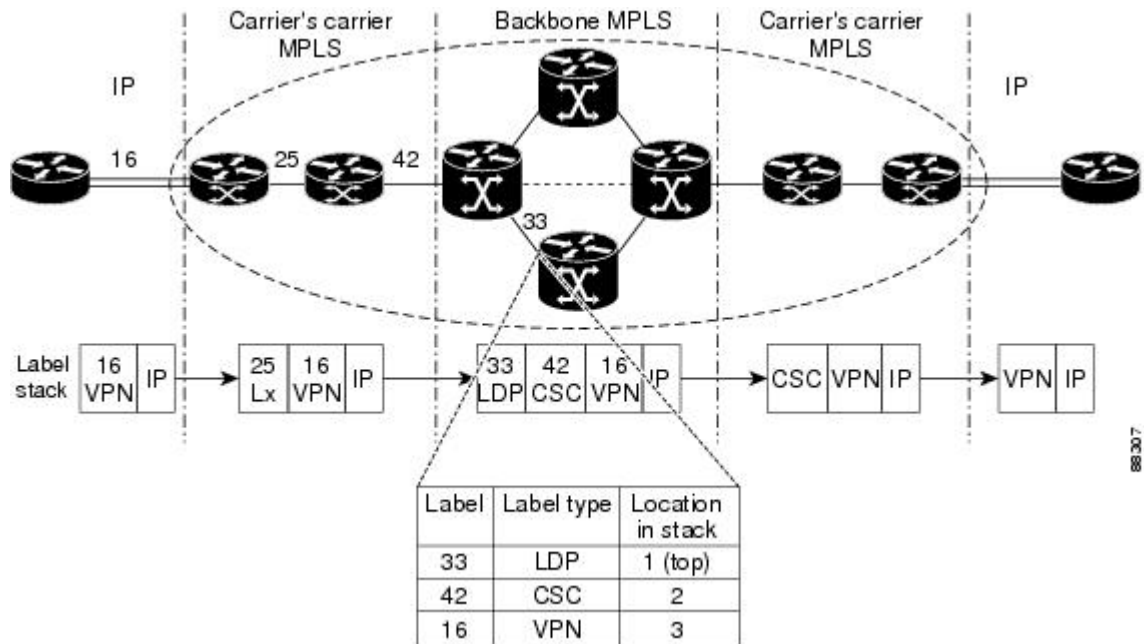 Carrier's carrier
MPLS
Backbone MPLS
Carrier's carrier
MPLS
IP
IP
16
25
42
33
Label
stack
16
VPN
IP
25
Lx
16
VPN
IP
33
LDP
42
CSC
16
VPN
IP
CSC
VPN
IP
VPN
IP
88307
Label
Label type
Location
in stack
33
LDP
1 (top)
42
CSC
2
16
VPN
3